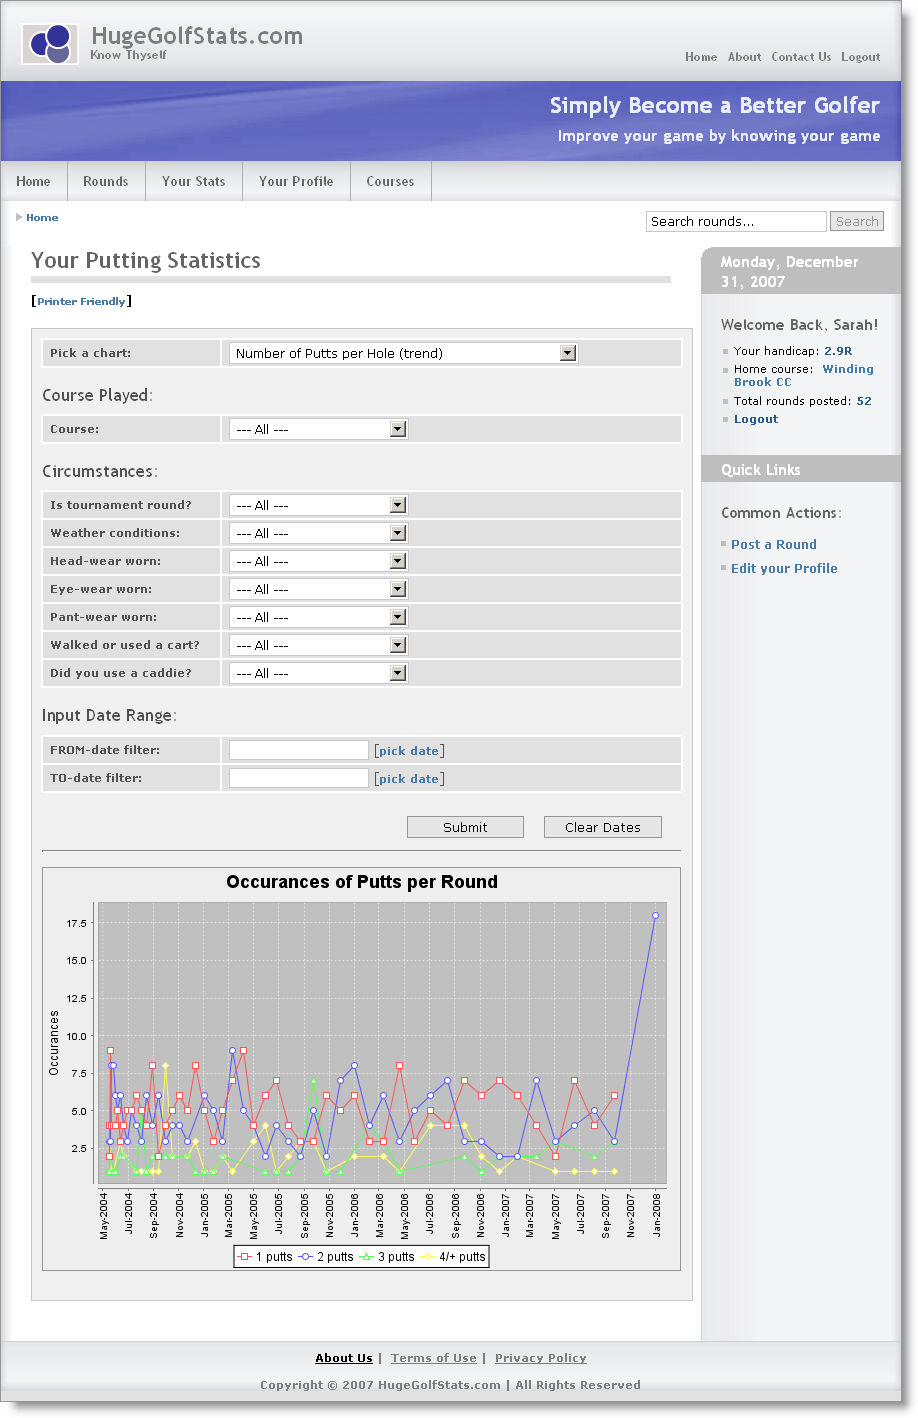 HugeGolfStats.com
Know Thyself
Home About Contact Us Logout
Simply Become a Better Golfer
Improve your game by knowing your game
Home Rounds Your Stats Your Profile Courses
Home
Search rounds... Search
Your Putting Statistics
[Printer Friendly]
Pick a chart: Number of Putts per Hole (trend)
Course Played:
Course: --- All ---
Circumstances:
Is tournament round? --- All ---
Weather conditions: --- All ---
Head-wear worn: --- All ---
Eye-wear worn: --- All ---
Pant-wear worn: --- All ---
Walked or used a cart? --- All ---
Did you use a caddie? --- All ---
Input Date Range:
FROM-date filter: [pick date]
TO-date filter: [pick date]
Submit Clear Dates
Occurances of Putts per Round
Occurances
17.5
15.0
12.5
10.0
7.5
5.0
2.5
May-2004 Jul-2004 Sep-2004 Nov-2004 Jan-2005 Mar-2005 May-2005 Jul-2005 Sep-2005 Nov-2005 Jan-2006 Mar-2006 Apr-2006 Jul-2006 Sep-2006 Nov-2006 Jan-2007 Mar-2007 May-2007 Jul-2007 Sep-2007 Nov-2007 Jan-2008
1 putts 2 putts 3 putts 4/+ putts
Monday, December
31, 2007
Welcome Back, Sarah!
Your handicap: 2.9R
Home course: Winding
Brook CC
Total rounds posted: 52
Logout
Quick Links
Common Actions:
Post a Round
Edit your Profile
About Us | Terms of Use | Privacy Policy
Copyright © 2007 HugeGolfStats.com | All Rights Reserved